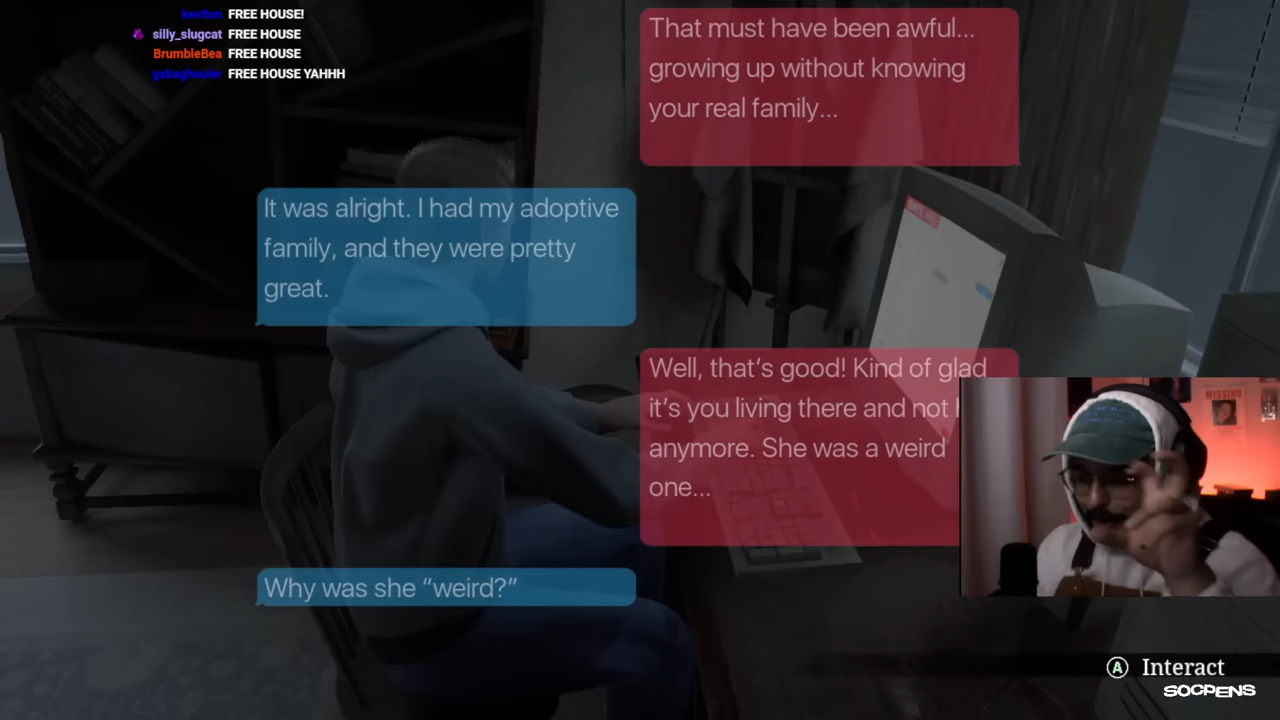 kevbun FREE HOUSE!
silly_slugcat FREE HOUSE
BrumbleBea FREE HOUSE
gobaghouler FREE HOUSE YAHHH
That must have been awful...
growing up without knowing
your real family...
It was alright. I had my adoptive
family, and they were pretty
great.
Well, that's good! Kind of glad
it's you living there and not
anymore. She was a weird
one...
Why was she “weird?”
MISSING
A Interact
SOCPENS